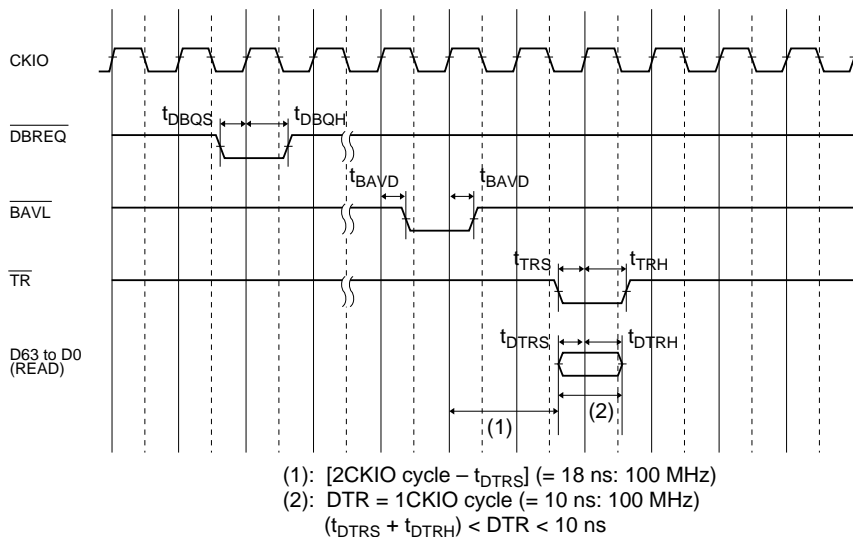 CKIO
tDBQS tDBQH
DBREQ
tBAVD tBAVD
BAVL
tTRS tTRH
TR
tDTRS tDTRH
D63 to D0
(READ)
(1) (2)
(1): [2CKIO cycle – tDTRS] (= 18 ns: 100 MHz)
(2): DTR = 1CKIO cycle (= 10 ns: 100 MHz)
(tDTRS + tDTRH) < DTR < 10 ns